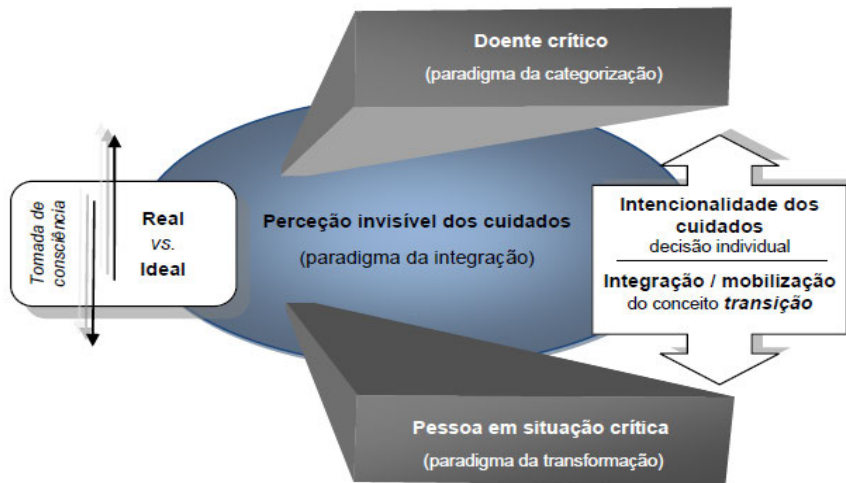 Doente crítico
(paradigma da categorização)
Tomada de
consciência
Real
vs.
Ideal
Perceção invisível dos cuidados
(paradigma da integração)
Intencionalidade dos
cuidados
decisão individual
Integração / mobilização
do conceito transição
Pessoa em situação crítica
(paradigma da transformação)